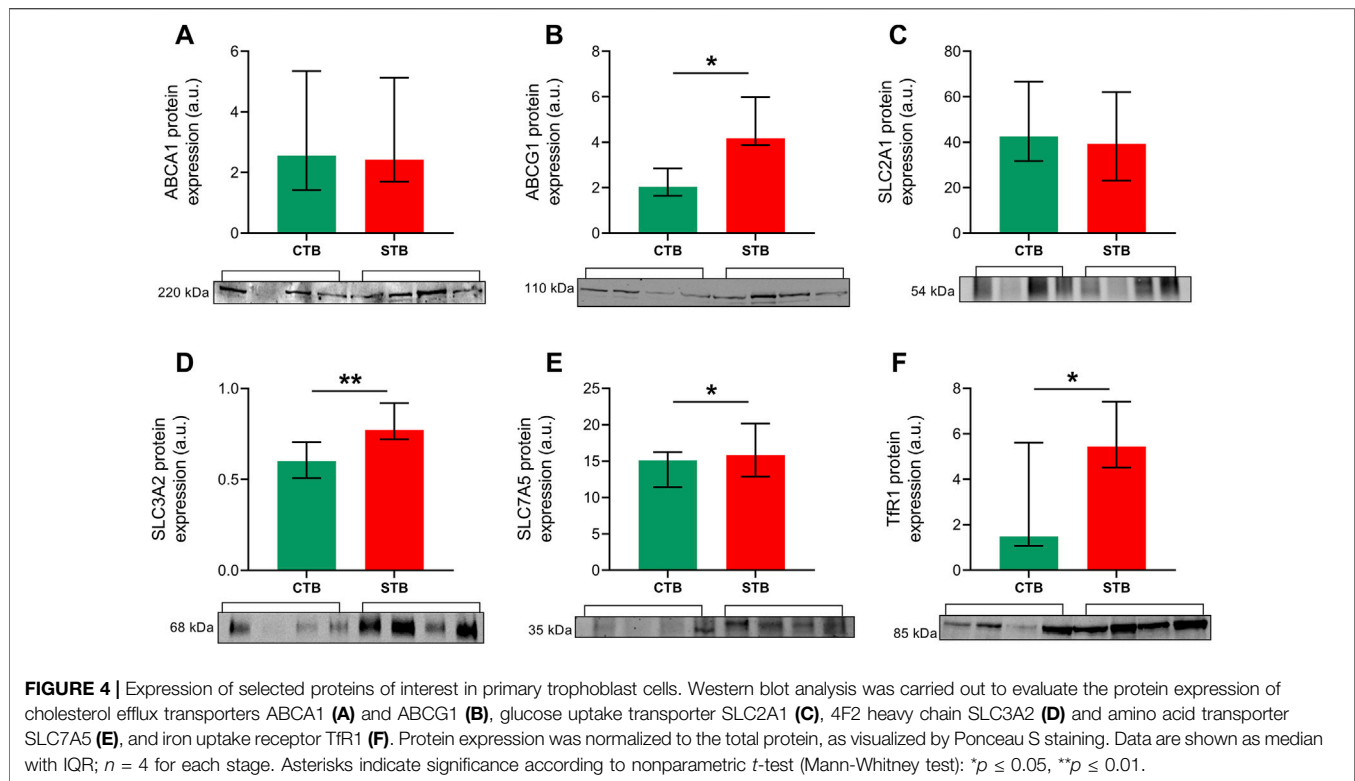 A
ABCA1 protein
expression (a.u.)
6
4
2
0
CTB
STB
220 kDa
B
ABCG1 protein
expression (a.u.)
8
6
4
2
0
*
CTB
STB
110 kDa
C
SLC2A1 protein
expression (a.u.)
80
60
40
20
0
CTB
STB
54 kDa
D
SLC3A2 protein
expression (a.u.)
1.0
0.5
0.0
**
CTB
STB
68 kDa
E
SLC7A5 protein
expression (a.u.)
25
20
15
10
5
0
*
CTB
STB
35 kDa
F
TfR1 protein
expression (a.u.)
8
6
4
2
0
*
CTB
STB
85 kDa
FIGURE 4 | Expression of selected proteins of interest in primary trophoblast cells. Western blot analysis was carried out to evaluate the protein expression of
cholesterol efflux transporters ABCA1 (A) and ABCG1 (B), glucose uptake transporter SLC2A1 (C), 4F2 heavy chain SLC3A2 (D) and amino acid transporter
SLC7A5 (E), and iron uptake receptor TfR1 (F). Protein expression was normalized to the total protein, as visualized by Ponceau S staining. Data are shown as median
with IQR; n = 4 for each stage. Asterisks indicate significance according to nonparametric t-test (Mann-Whitney test): *p ≤ 0.05, **p ≤ 0.01.